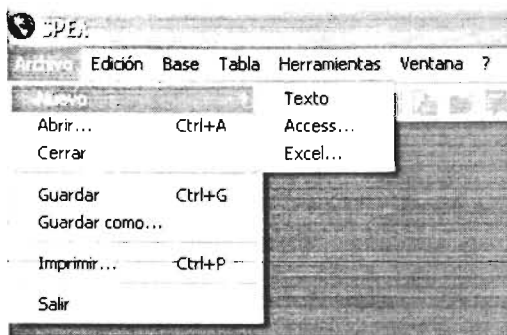 SPEA
Archivo Edición Base Tabla Herramientas Ventana ?
Nuevo
Texto
Abrir... Ctrl+A
Access...
Cerrar
Excel...
Guardar Ctrl+G
Guardar como...
Imprimir... Ctrl+P
Salir